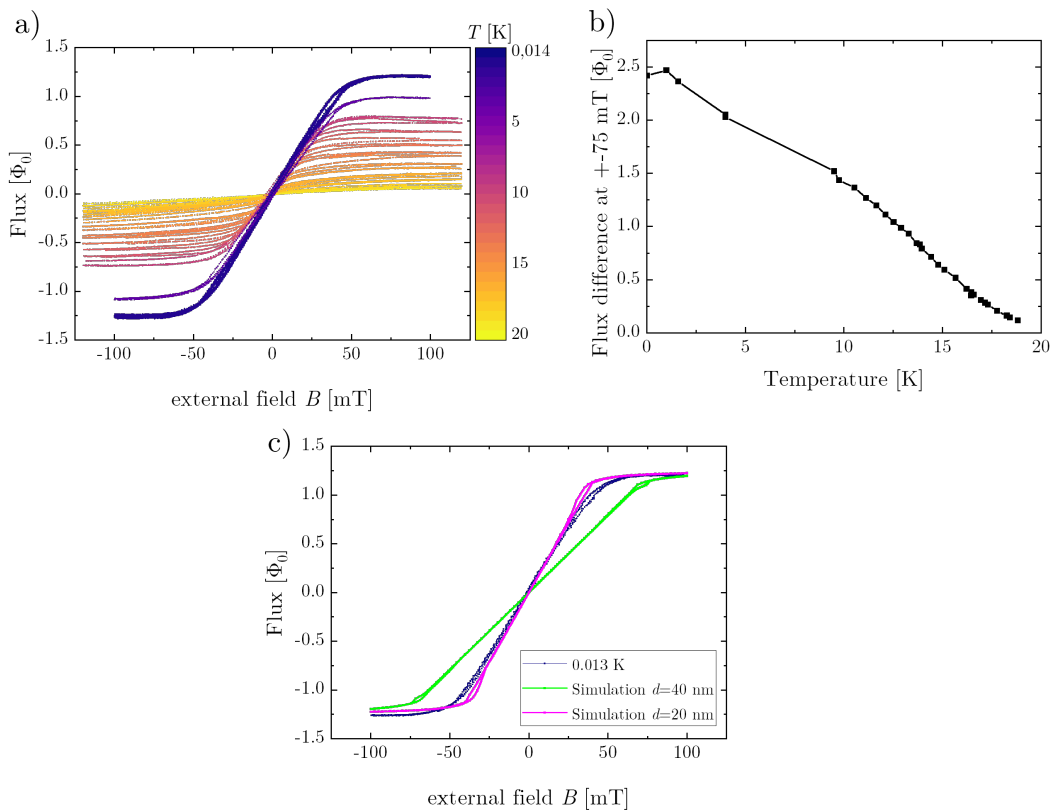 a)
T [K]
0,014
5
10
15
20
1.5
1.0
0.5
0.0
-0.5
-1.0
-1.5
Flux [Φ₀]
-100 -50 0 50 100
external field B [mT]
b)
2.5
2.0
1.5
1.0
0.5
0.0
Flux difference at +-75 mT [Φ₀]
0 5 10 15 20
Temperature [K]
c)
1.5
1.0
0.5
0.0
-0.5
-1.0
-1.5
Flux [Φ₀]
0.013 K
Simulation d=40 nm
Simulation d=20 nm
-100 -50 0 50 100
external field B [mT]